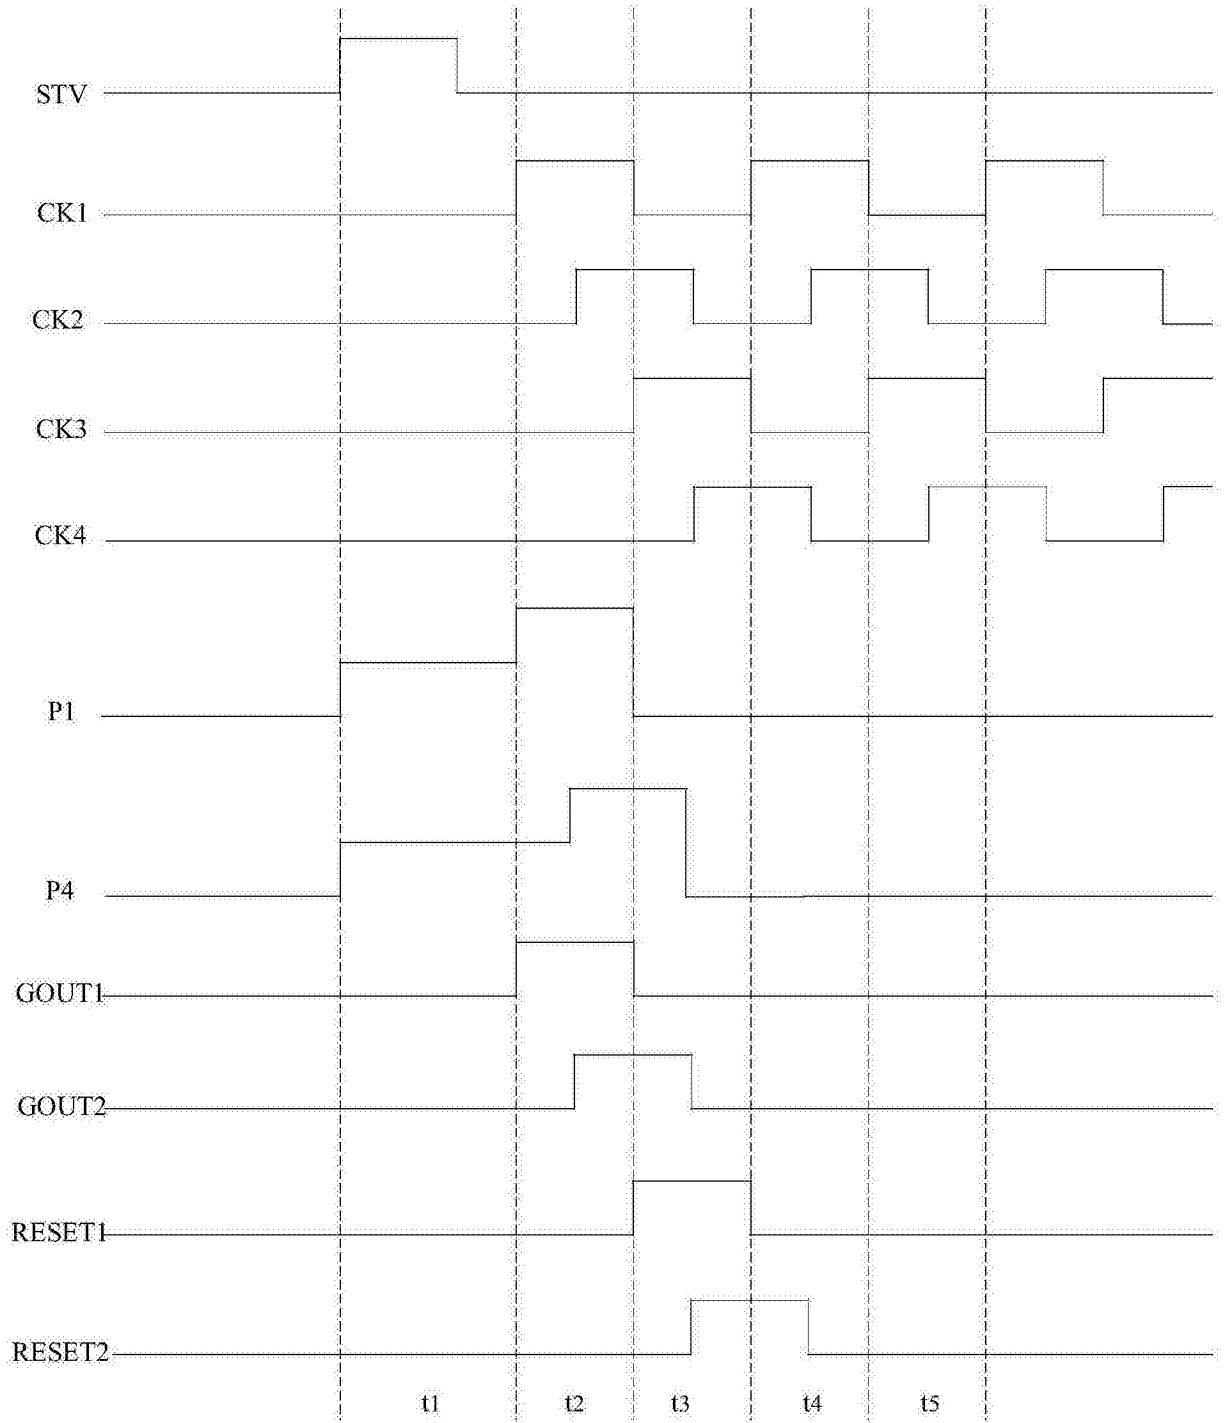 STV
CK1
CK2
CK3
CK4
P1
P4
GOUT1
GOUT2
RESET1
RESET2
t1 t2 t3 t4 t5